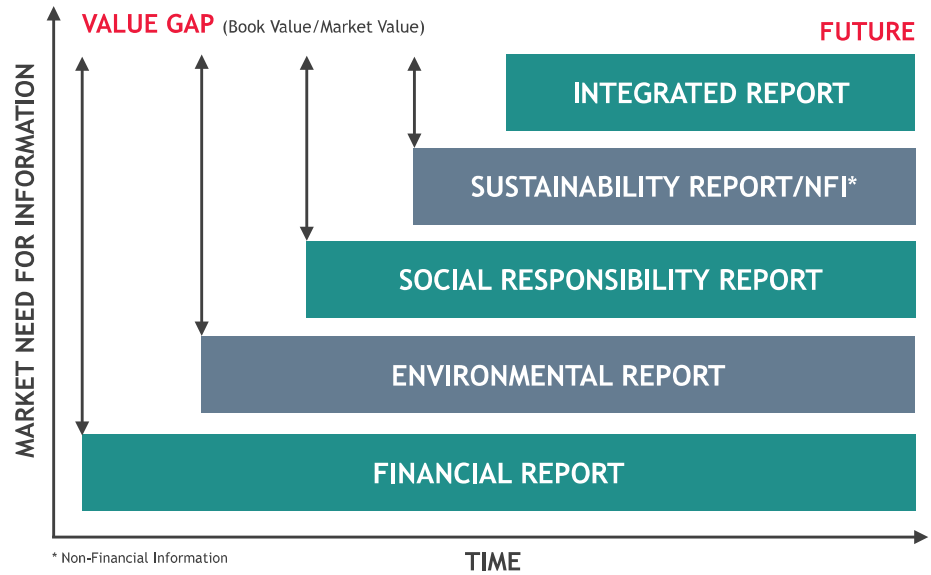 VALUE GAP (Book Value/Market Value)
FUTURE
MARKET NEED FOR INFORMATION
INTEGRATED REPORT
SUSTAINABILITY REPORT/NFI*
SOCIAL RESPONSIBILITY REPORT
ENVIRONMENTAL REPORT
FINANCIAL REPORT
* Non-Financial Information
TIME